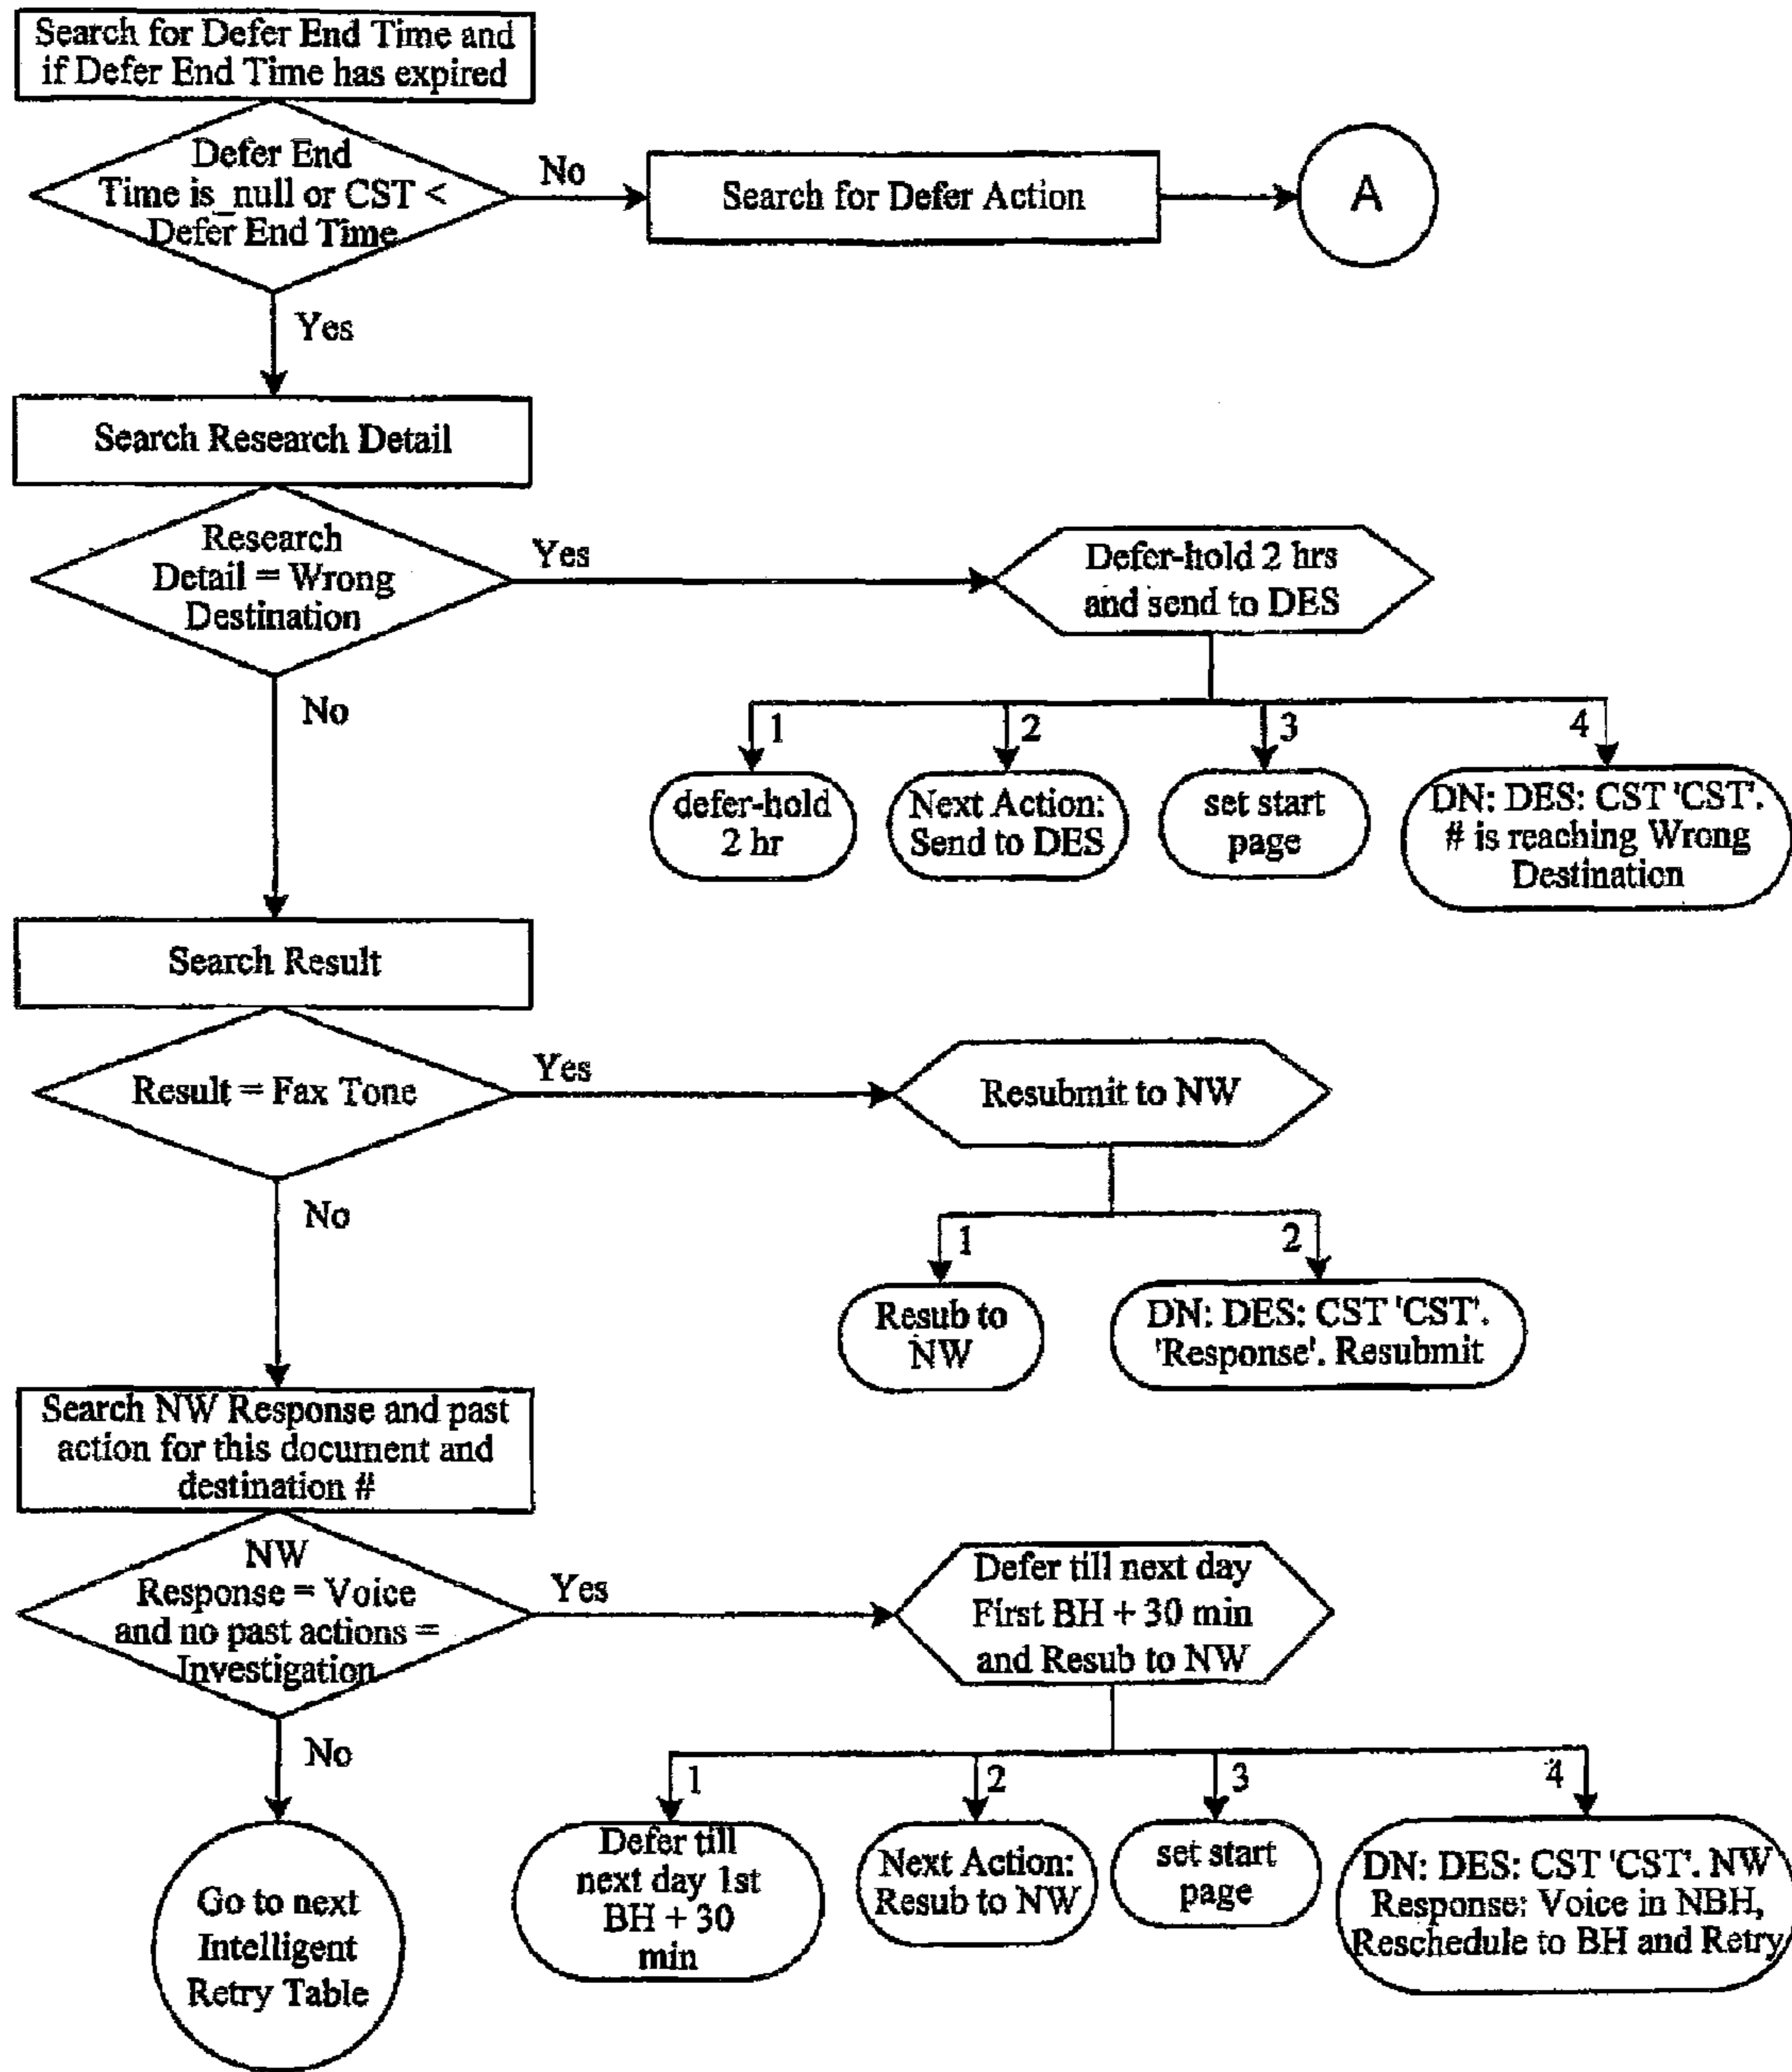 Search for Defer End Time and
if Defer End Time has expired
Defer End
Time is_null or CST <
Defer End Time
No
Search for Defer Action
A
Yes
Search Research Detail
Research
Detail = Wrong
Destination
Yes
Defer-hold 2 hrs
and send to DES
No
1
2
3
4
defer-hold
2 hr
Next Action:
Send to DES
set start
page
DN: DES: CST 'CST'.
# is reaching Wrong
Destination
Search Result
Result = Fax Tone
Yes
Resubmit to NW
No
1
2
Resub to
NW
DN: DES: CST 'CST'.
'Response'. Resubmit
Search NW Response and past
action for this document and
destination #
NW
Response = Voice
and no past actions =
Investigation
Yes
Defer till next day
First BH + 30 min
and Resub to NW
No
1
2
3
4
Defer till
next day 1st
BH + 30
min
Next Action:
Resub to NW
set start
page
DN: DES: CST 'CST'. NW
Response: Voice in NBH,
Reschedule to BH and Retry
Go to next
Intelligent
Retry Table